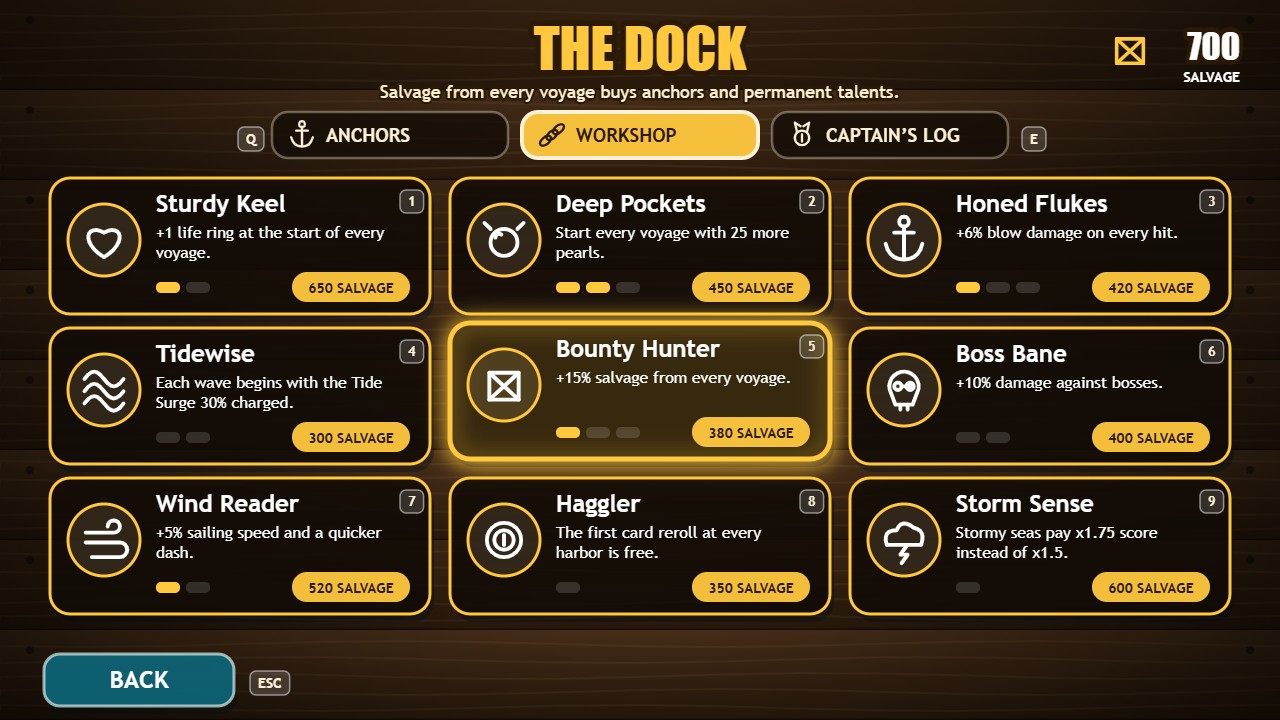 THE DOCK
700
SALVAGE
Salvage from every voyage buys anchors and permanent talents.
Q
ANCHORS
WORKSHOP
CAPTAIN’S LOG
E
Sturdy Keel
1
+1 life ring at the start of every
voyage.
650 SALVAGE
Deep Pockets
2
Start every voyage with 25 more
pearls.
450 SALVAGE
Honed Flukes
3
+6% blow damage on every hit.
420 SALVAGE
Tidewise
4
Each wave begins with the Tide
Surge 30% charged.
300 SALVAGE
Bounty Hunter
5
+15% salvage from every voyage.
380 SALVAGE
Boss Bane
6
+10% damage against bosses.
400 SALVAGE
Wind Reader
7
+5% sailing speed and a quicker
dash.
520 SALVAGE
Haggler
8
The first card reroll at every
harbor is free.
350 SALVAGE
Storm Sense
9
Stormy seas pay x1.75 score
instead of x1.5.
600 SALVAGE
BACK
ESC